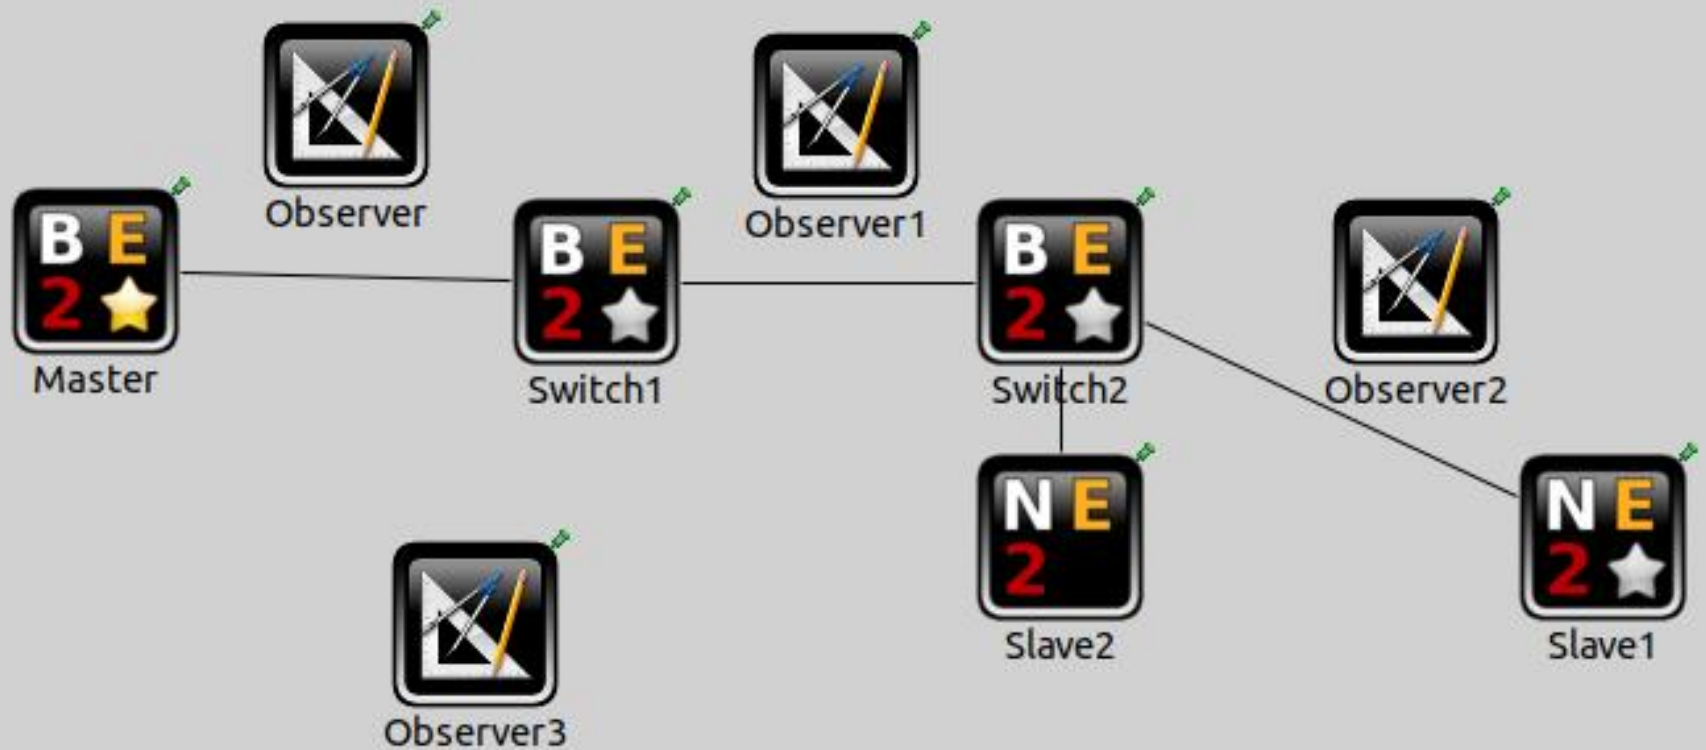 Observer
Observer1
B E
2
Master
B E
2
Switch1
B E
2
Switch2
Observer2
N E
2
Slave2
N E
2
Slave1
Observer3